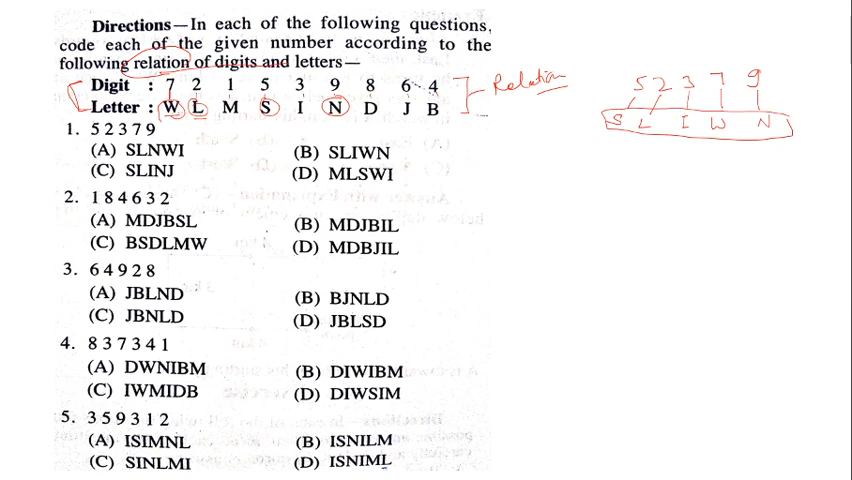 Directions—In each of the following questions,
code each of the given number according to the
following relation of digits and letters—
Digit : 7 2 1 5 3 9 8 6 4
Letter : W L M S I N D J B
Relation
5 2 3 7 9
S L I W N
1. 5 2 3 7 9
(A) SLNWI (B) SLIWN
(C) SLINJ (D) MLSWI
2. 1 8 4 6 3 2
(A) MDJBSL (B) MDJBIL
(C) BSDLMW (D) MDBJIL
3. 6 4 9 2 8
(A) JBLND (B) BJNLD
(C) JBNLD (D) JBLSD
4. 8 3 7 3 4 1
(A) DWNIBM (B) DIWIBM
(C) IWMIDB (D) DIWSIM
5. 3 5 9 3 1 2
(A) ISIMNL (B) ISNILM
(C) SINLMI (D) ISNIML